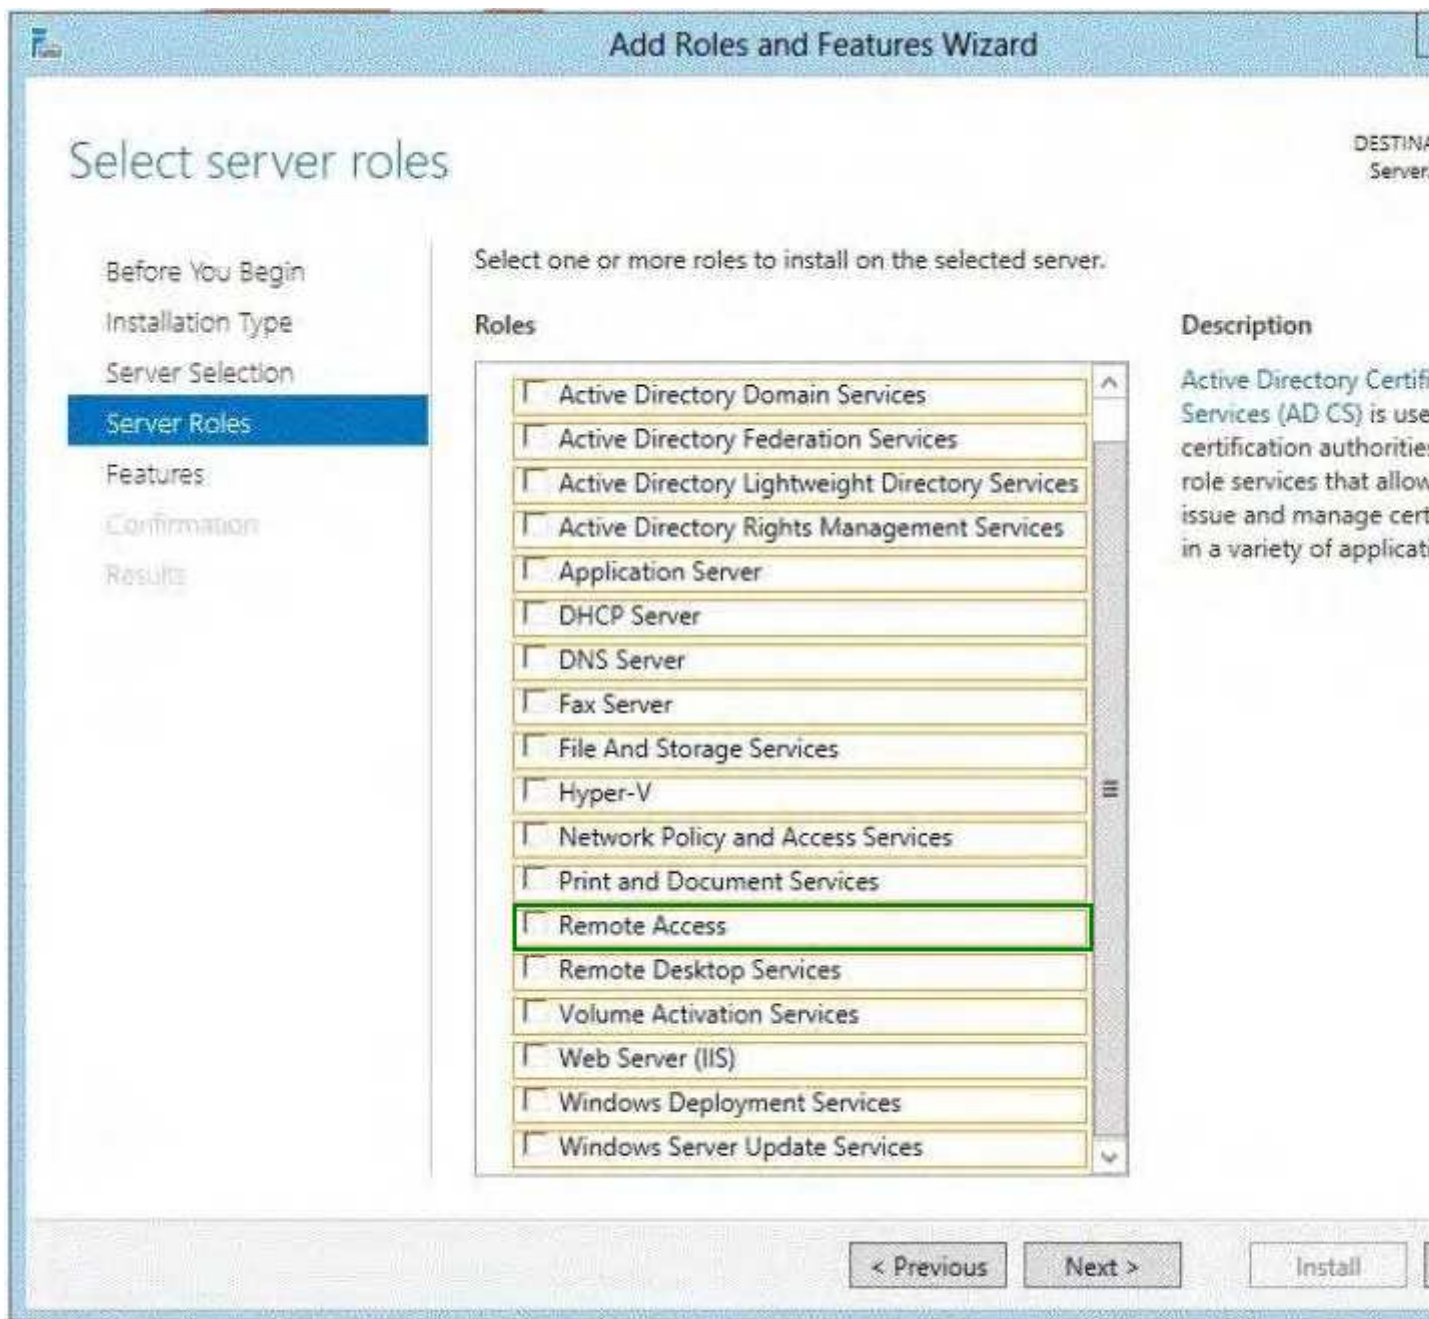 Add Roles and Features Wizard
Select server roles
DESTINA
Server
Before You Begin
Installation Type
Server Selection
Server Roles
Features
Confirmation
Results
Select one or more roles to install on the selected server.
Roles
Active Directory Domain Services
Active Directory Federation Services
Active Directory Lightweight Directory Services
Active Directory Rights Management Services
Application Server
DHCP Server
DNS Server
Fax Server
File And Storage Services
Hyper-V
Network Policy and Access Services
Print and Document Services
Remote Access
Remote Desktop Services
Volume Activation Services
Web Server (IIS)
Windows Deployment Services
Windows Server Update Services
Description
Active Directory Certifi
Services (AD CS) is use
certification authorities
role services that allow
issue and manage cert
in a variety of applicati
< Previous
Next >
Install